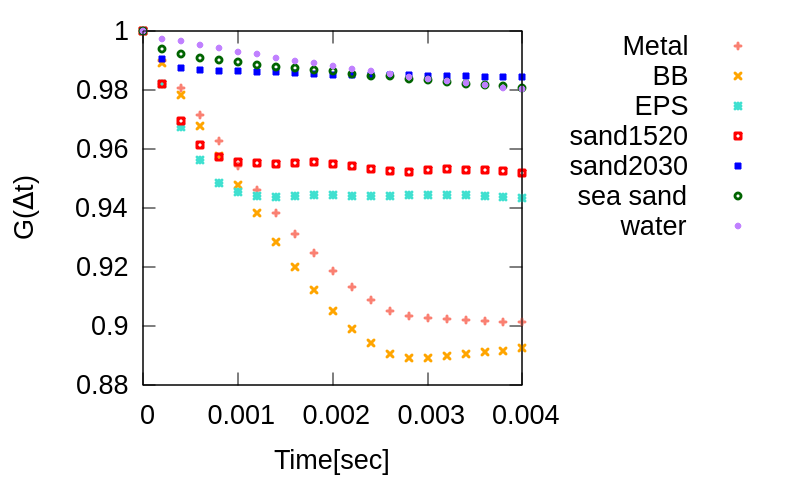 1
0.98
0.96
0.94
0.92
0.9
0.88
G(Δt)
0 0.001 0.002 0.003 0.004
Time[sec]
Metal
BB
EPS
sand1520
sand2030
sea sand
water